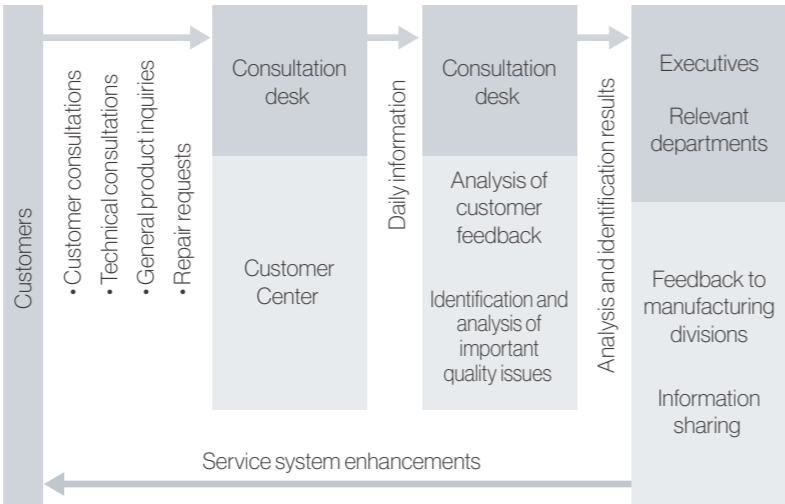 Customers
• Customer consultations
• Technical consultations
• General product inquiries
• Repair requests
Consultation
desk
Customer
Center
Daily information
Consultation
desk
Analysis of
customer
feedback
Identification and
analysis of
important
quality issues
Analysis and identification results
Executives
Relevant
departments
Feedback to
manufacturing
divisions
Information
sharing
Service system enhancements